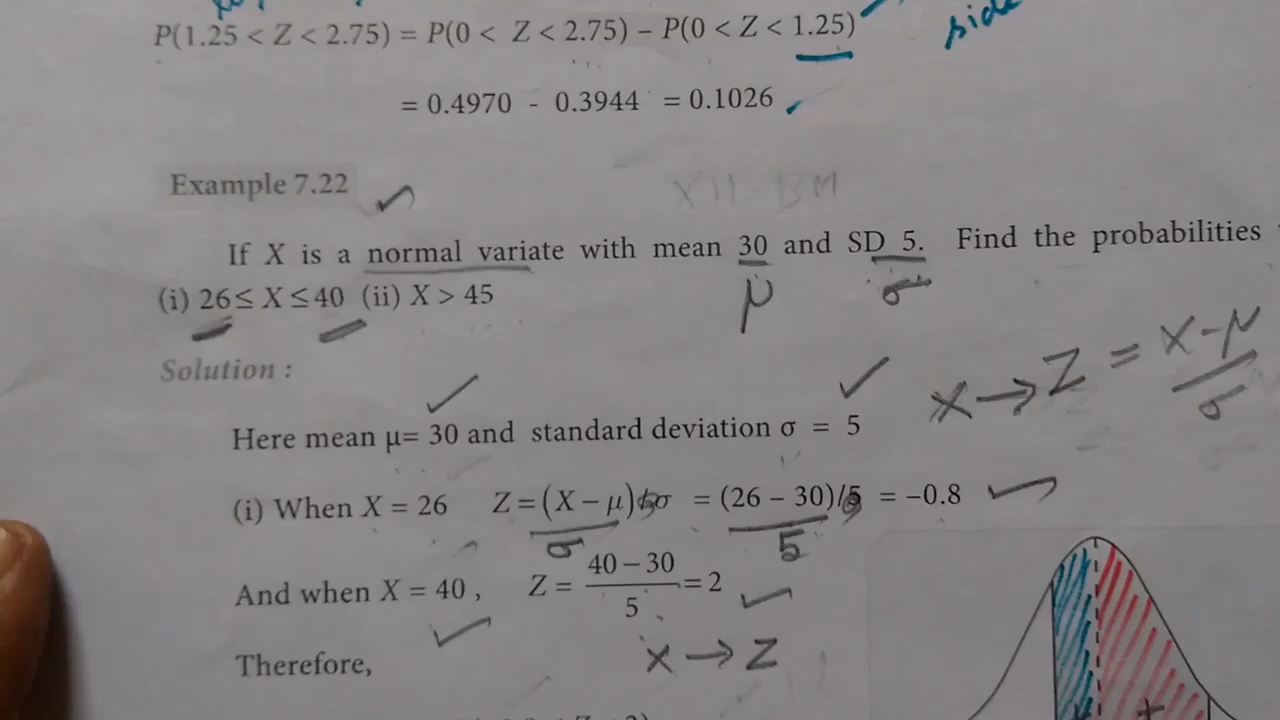 side
P(1.25 < Z < 2.75) = P(0 < Z < 2.75) – P(0 < Z < 1.25)
= 0.4970 - 0.3944 = 0.1026
Example 7.22
XII BM
If X is a normal variate with mean 30 and SD 5. Find the probabilities
μ σ
(i) 26 ≤ X ≤ 40 (ii) X > 45
X → Z = X - μ / σ
Solution :
Here mean μ= 30 and standard deviation σ = 5
(i) When X = 26 Z = (X – μ) σ = (26 – 30)/5 = –0.8
σ 5
And when X = 40 , Z = 40 – 30 / 5 = 2
Therefore,
X → Z
+